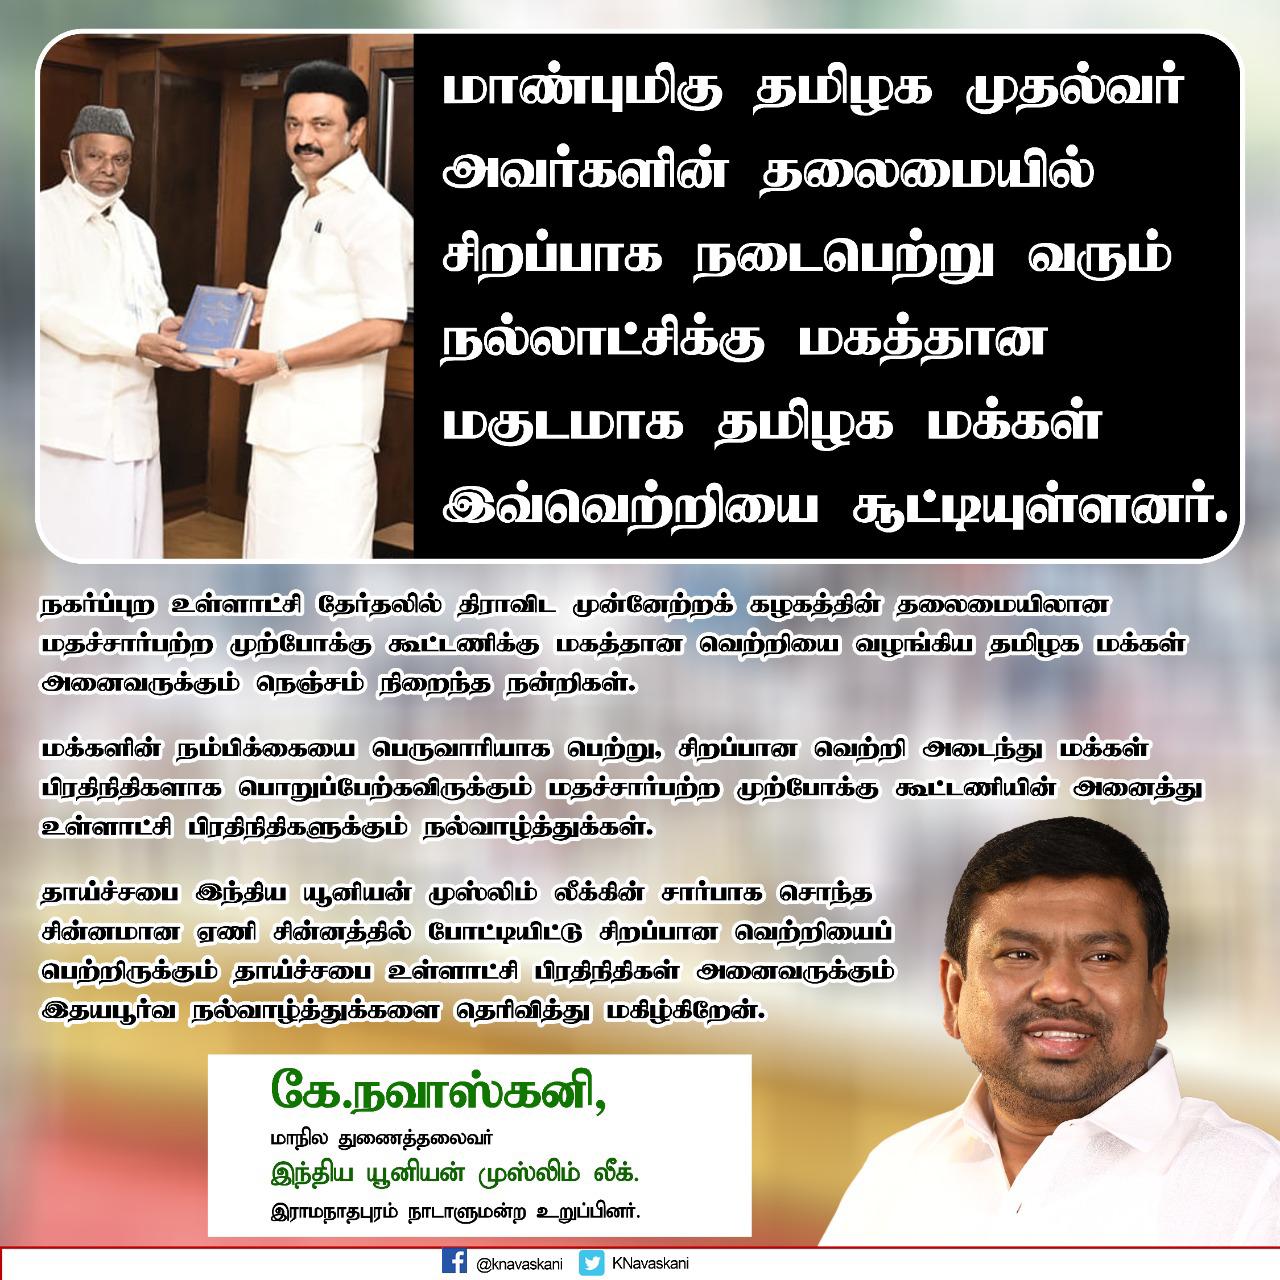 மாண்புமிகு தமிழக முதல்வர்
அவர்களின் தலைமையில்
சிறப்பாக நடைபெற்று வரும்
நல்லாட்சிக்கு மகத்தான
மகுடமாக தமிழக மக்கள்
இவ்வெற்றியை சூட்டியுள்ளனர்.
நகர்ப்புற உள்ளாட்சி தேர்தலில் திராவிட முன்னேற்றக் கழகத்தின் தலைமையிலான
மதச்சார்பற்ற முற்போக்கு கூட்டணிக்கு மகத்தான வெற்றியை வழங்கிய தமிழக மக்கள்
அனைவருக்கும் நெஞ்சம் நிறைந்த நன்றிகள்.
மக்களின் நம்பிக்கையை பெருவாரியாக பெற்று, சிறப்பான வெற்றி அடைந்து மக்கள்
பிரதிநிதிகளாக பொறுப்பேற்கவிருக்கும் மதச்சார்பற்ற முற்போக்கு கூட்டணியின் அனைத்து
உள்ளாட்சி பிரதிநிதிகளுக்கும் நல்வாழ்த்துக்கள்.
தாய்ச்சபை இந்திய யூனியன் முஸ்லிம் லீக்கின் சார்பாக சொந்த
சின்னமான ஏணி சின்னத்தில் போட்டியிட்டு சிறப்பான வெற்றியைப்
பெற்றிருக்கும் தாய்ச்சபை உள்ளாட்சி பிரதிநிதிகள் அனைவருக்கும்
இதயபூர்வ நல்வாழ்த்துக்களை தெரிவித்து மகிழ்கிறேன்.
கே.நவாஸ்கனி,
மாநில துணைத்தலைவர்
இந்திய யூனியன் முஸ்லிம் லீக்.
இராமநாதபுரம் நாடாளுமன்ற உறுப்பினர்.
@knavaskani KNavaskani